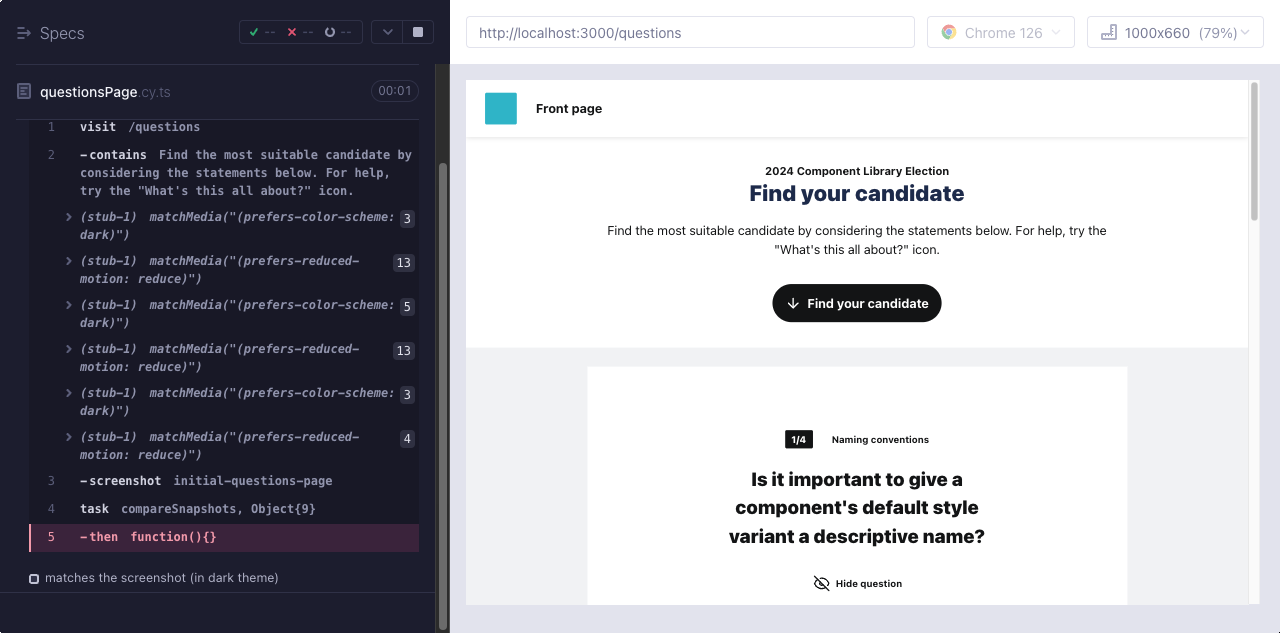 Specs
-- -- --
questionsPage.cy.ts
00:01
1 visit /questions
2 -contains Find the most suitable candidate by
considering the statements below. For help,
try the "What's this all about?" icon.
(stub-1) matchMedia("(prefers-color-scheme: 3
dark)")
(stub-1) matchMedia("(prefers-reduced- 13
motion: reduce)")
(stub-1) matchMedia("(prefers-color-scheme: 5
dark)")
(stub-1) matchMedia("(prefers-reduced- 13
motion: reduce)")
(stub-1) matchMedia("(prefers-color-scheme: 3
dark)")
(stub-1) matchMedia("(prefers-reduced- 4
motion: reduce)")
3 -screenshot initial-questions-page
4 task compareSnapshots, Object{9}
5 -then function(){}
matches the screenshot (in dark theme)
http://localhost:3000/questions
Chrome 126
1000x660 (79%)
Front page
2024 Component Library Election
Find your candidate
Find the most suitable candidate by considering the statements below. For help, try the
"What's this all about?" icon.
Find your candidate
1/4 Naming conventions
Is it important to give a
component's default style
variant a descriptive name?
Hide question